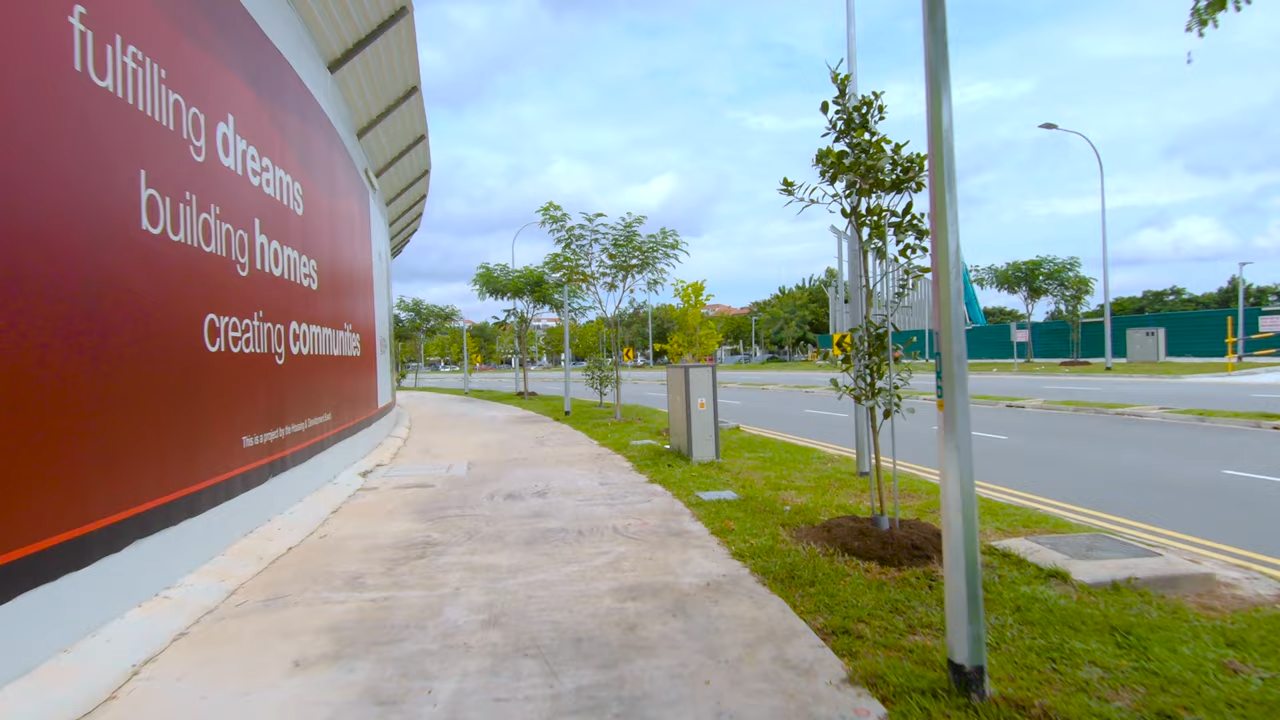 fulfilling dreams
building homes
creating communities
This is a project by the Housing & Development Board